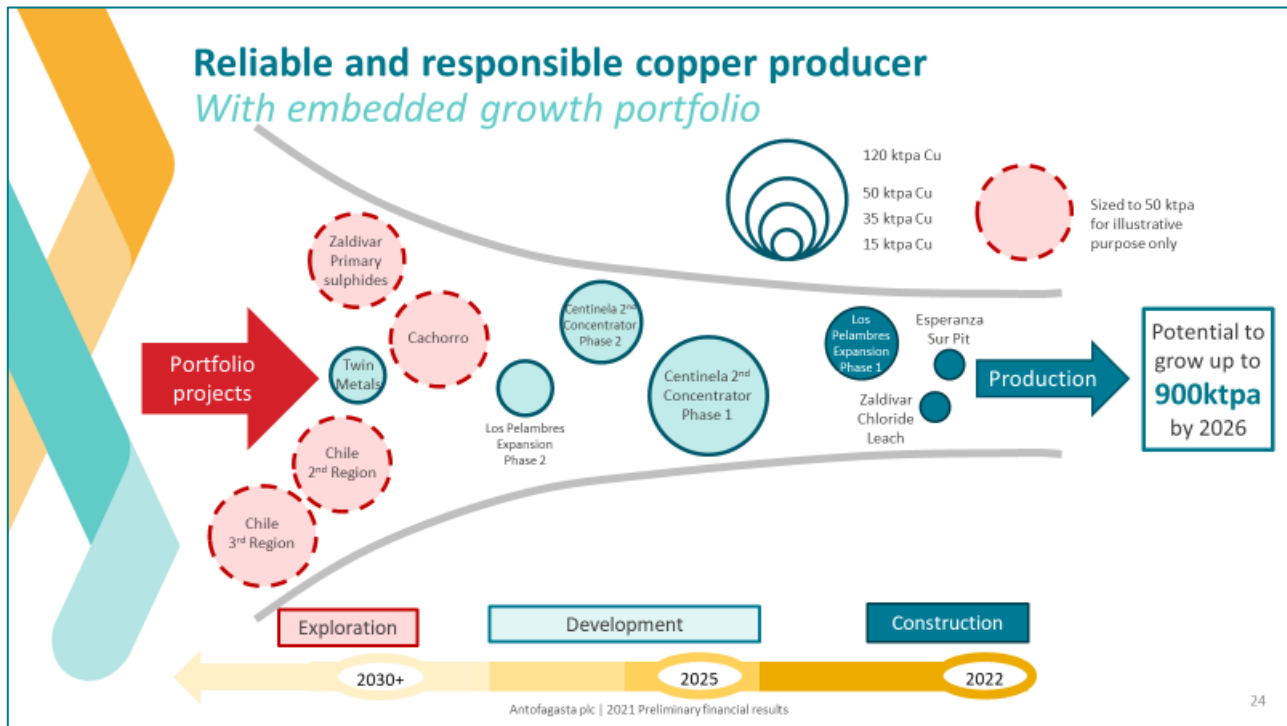 Reliable and responsible copper producer
With embedded growth portfolio
120 ktpa Cu
50 ktpa Cu
35 ktpa Cu
15 ktpa Cu
Sized to 50 ktpa
for illustrative
purpose only
Portfolio
projects
Zaldivar
Primary
sulphides
Cachorro
Twin
Metals
Chile
2nd Region
Chile
3rd Region
Los Pelambres
Expansion
Phase 2
Centinela 2nd
Concentrator
Phase 2
Centinela 2nd
Concentrator
Phase 1
Los
Pelambres
Expansion
Phase 1
Esperanza
Sur Pit
Zaldivar
Chloride
Leach
Production
Potential to
grow up to
900ktpa
by 2026
Exploration
Development
Construction
2030+
2025
2022
Antofagasta plc | 2021 Preliminary financial results
24